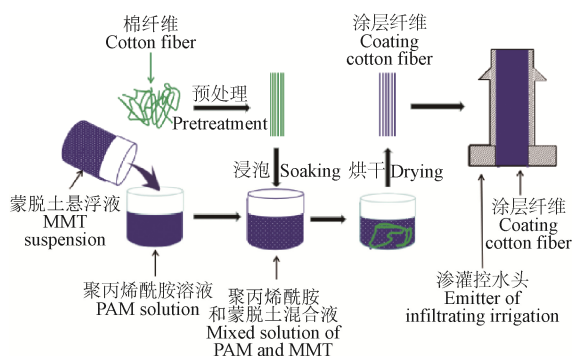 棉纤维
Cotton fiber
预处理
Pretreatment
涂层纤维
Coating
cotton fiber
浸泡 Soaking
烘干 Drying
蒙脱土悬浮液
MMT
suspension
聚丙烯酰胺溶液
PAM solution
聚丙烯酰胺
和蒙脱土混合液
Mixed solution of
PAM and MMT
涂层纤维
Coating
cotton fiber
渗灌控水头
Emitter of
infiltrating irrigation